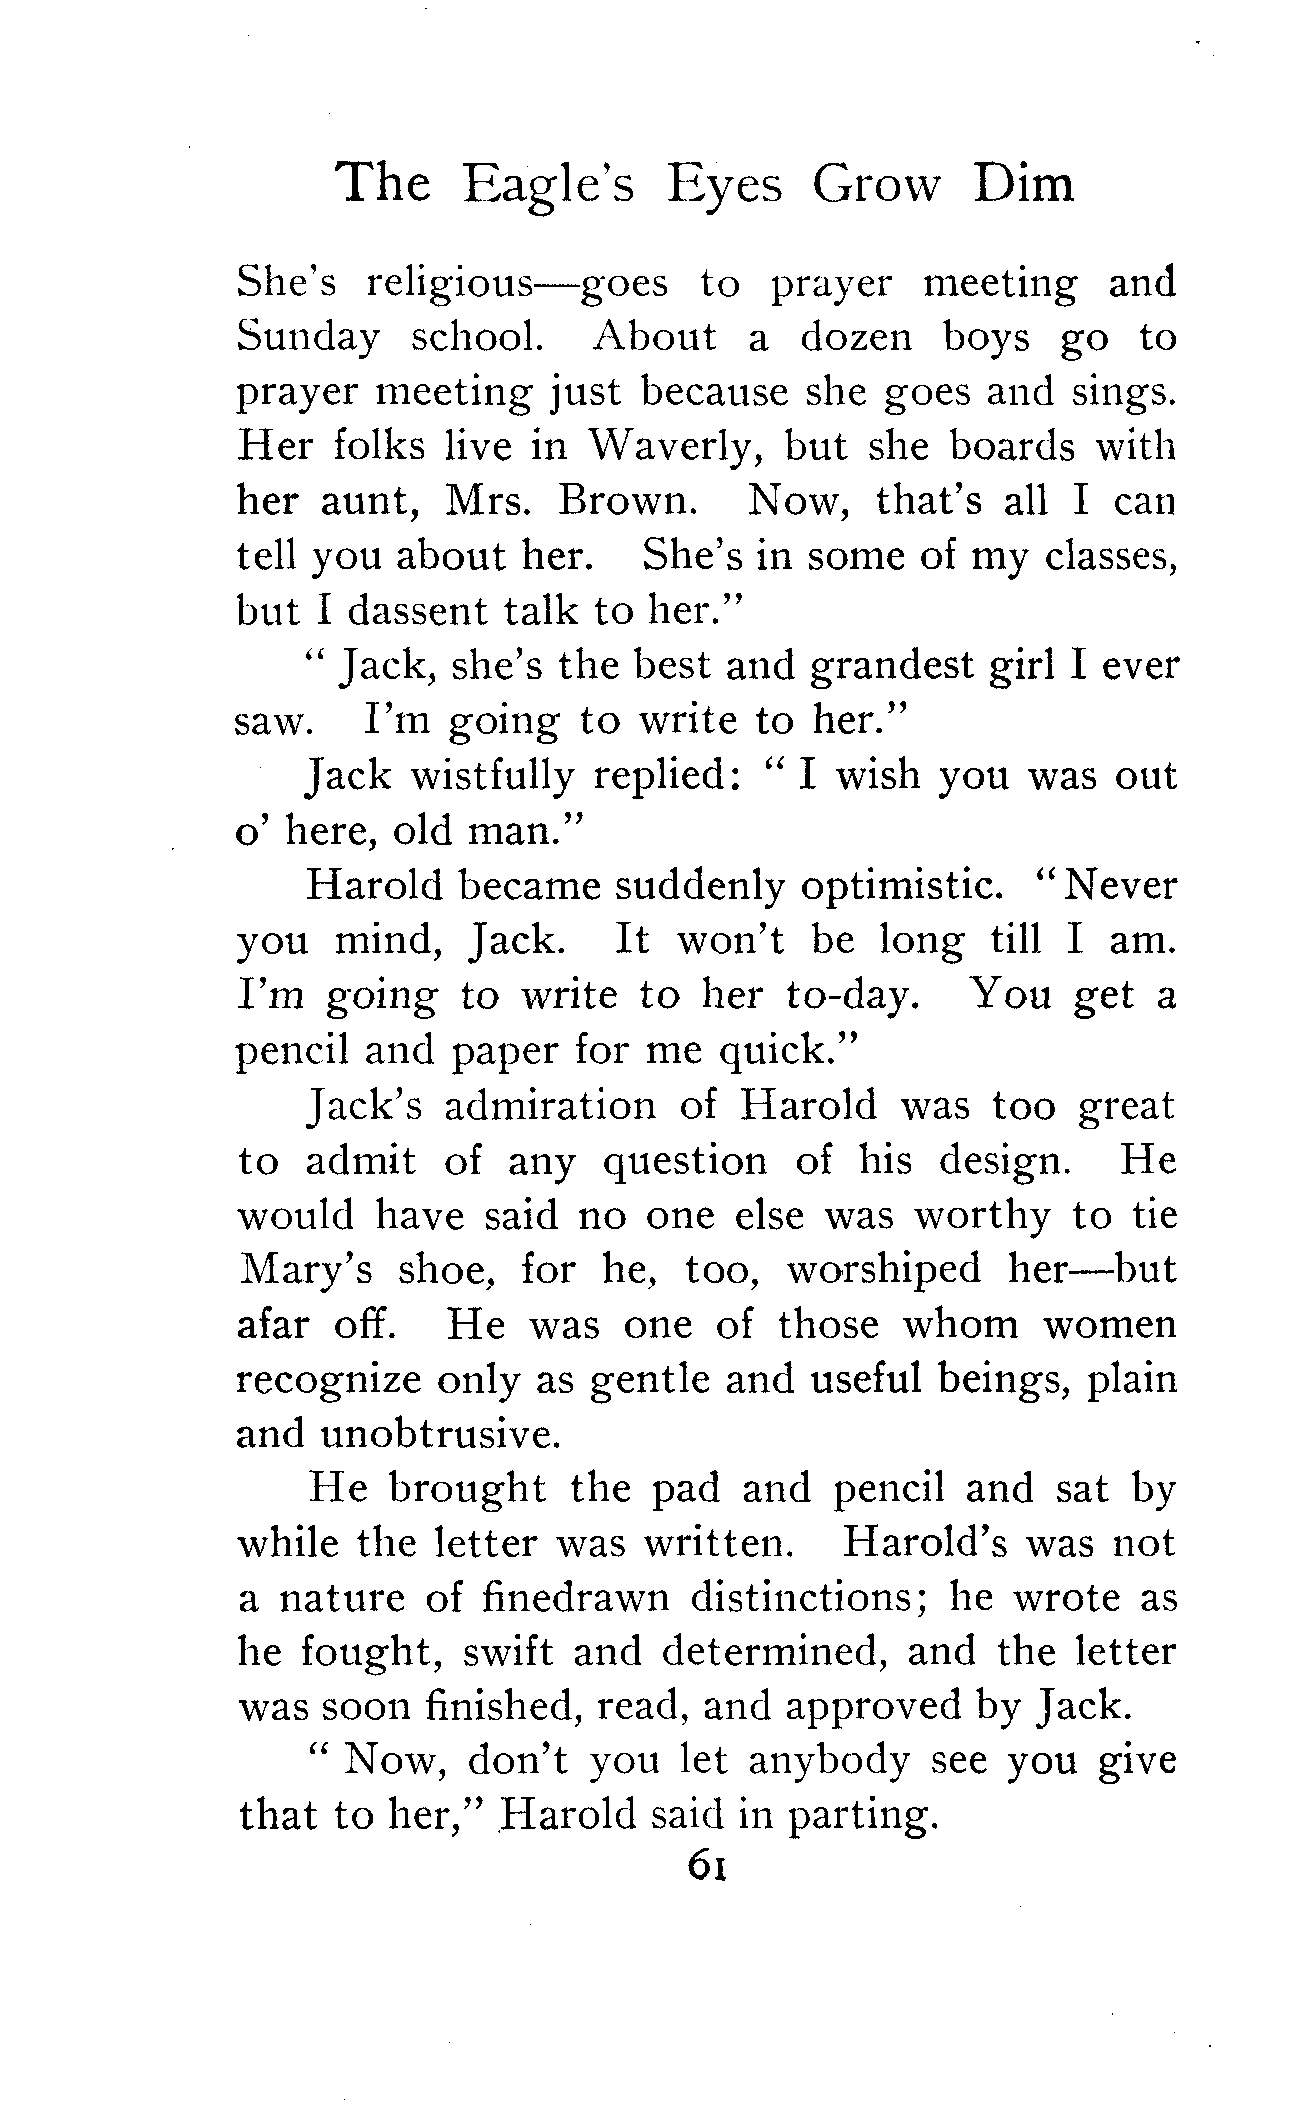 The Eagle's Eyes Grow Dim
She's religious—goes to prayer meeting and
Sunday school. About a dozen boys go to
prayer meeting just because she goes and sings.
Her folks live in Waverly, but she boards with
her aunt, Mrs. Brown. Now, that's all I can
tell you about her. She's in some of my classes,
but I dassent talk to her."
" Jack, she's the best and grandest girl I ever
saw. I'm going to write to her."
Jack wistfully replied: " I wish you was out
o' here, old man."
Harold became suddenly optimistic. " Never
you mind, Jack. It won't be long till I am.
I'm going to write to her to-day. You get a
pencil and paper for me quick."
Jack's admiration of Harold was too great
to admit of any question of his design. He
would have said no one else was worthy to tie
Mary's shoe, for he, too, worshiped her—but
afar off. He was one of those whom women
recognize only as gentle and useful beings, plain
and unobtrusive.
He brought the pad and pencil and sat by
while the letter was written. Harold's was not
a nature of finedrawn distinctions; he wrote as
he fought, swift and determined, and the letter
was soon finished, read, and approved by Jack.
" Now, don't you let anybody see you give
that to her," Harold said in parting.
61